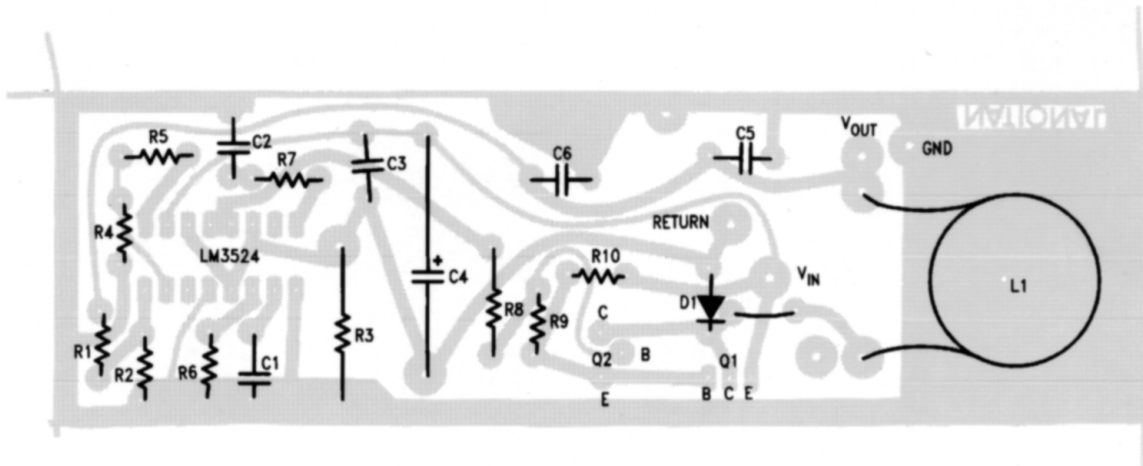 NATIONAL
VOUT
GND
R5
C2
R7
C3
C6
C5
R4
LM3524
RETURN
R10
VIN
+
C4
D1
L1
R8
R9
C
R1
R2
R6
C1
R3
Q2
B
Q1
E
B C E